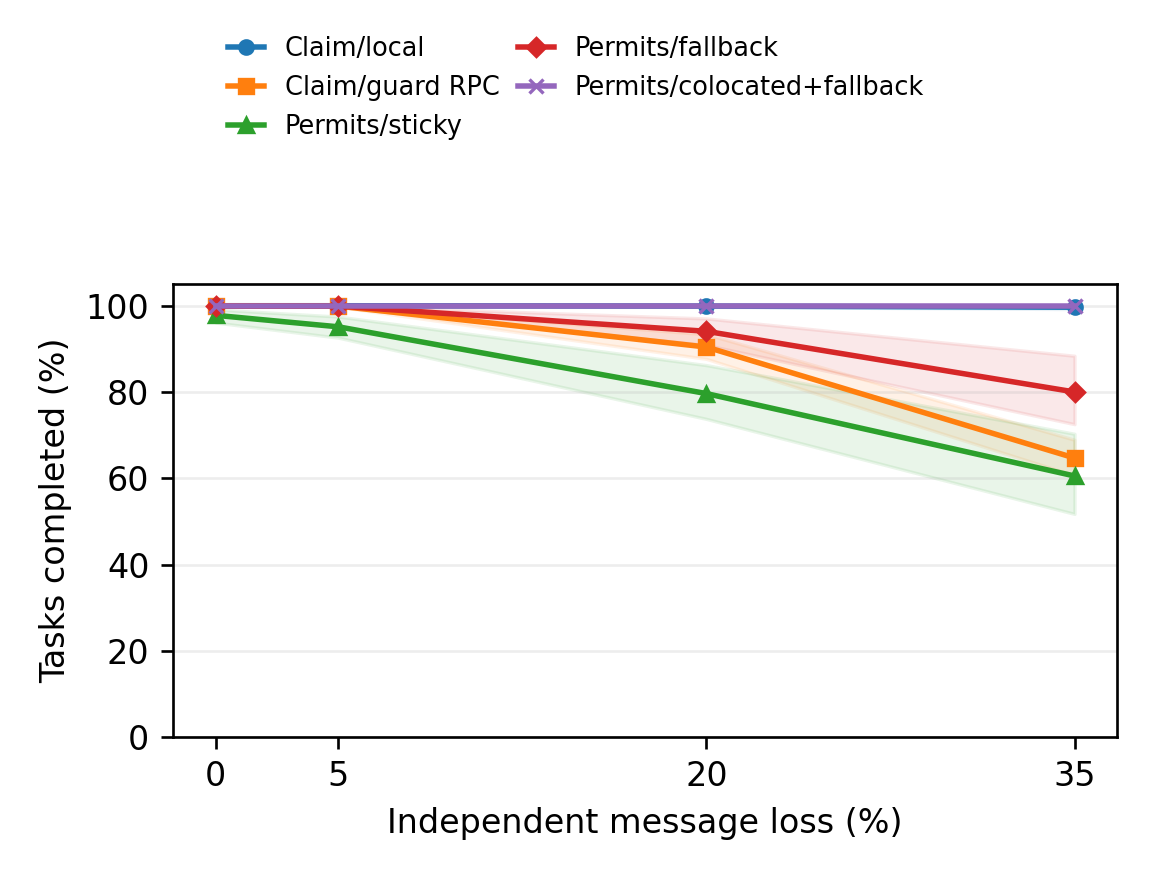 Claim/local
Claim/guard RPC
Permits/sticky
Permits/fallback
Permits/colocated+fallback
100
80
60
40
20
0
Tasks completed (%)
0 5 20 35
Independent message loss (%)